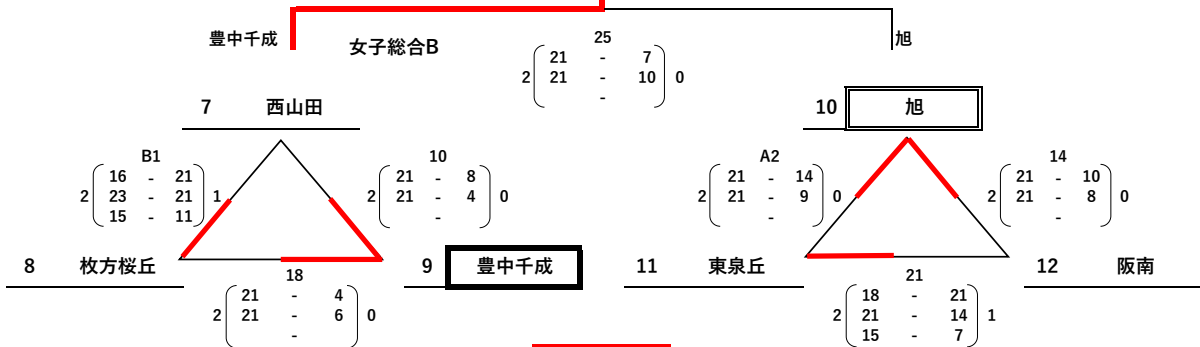 豊中千成 女子総合B 旭
25
2 21 - 7 0
21 - 10
-
7 西山田
10 旭
B1
2 16 - 21 1
23 - 21
15 - 11
10
2 21 - 8 0
21 - 4
-
A2
2 21 - 14 0
21 - 9
-
14
2 21 - 10 0
21 - 8
-
8 枚方桜丘
9 豊中千成
11 東泉丘
12 阪南
18
2 21 - 4 0
21 - 6
-
21
2 18 - 21 1
21 - 14
15 - 7